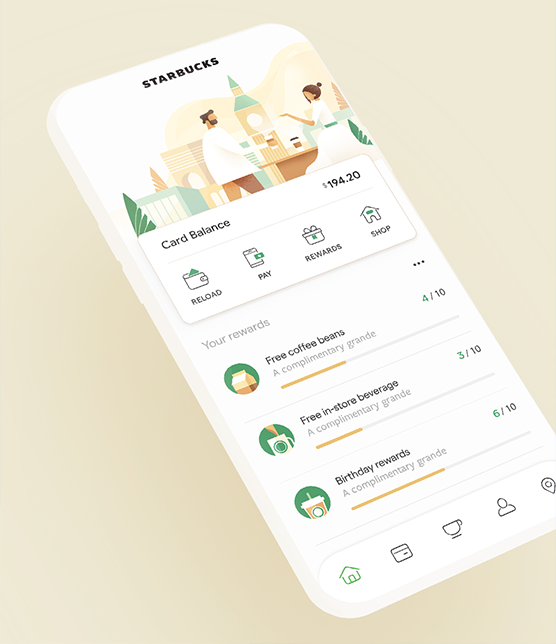 STARBUCKS
Card Balance
$194.20
RELOAD
PAY
REWARDS
SHOP
Your rewards
Free coffee beans
A complimentary grande
4 / 10
Free in-store beverage
A complimentary grande
3 / 10
Birthday rewards
A complimentary grande
6 / 10